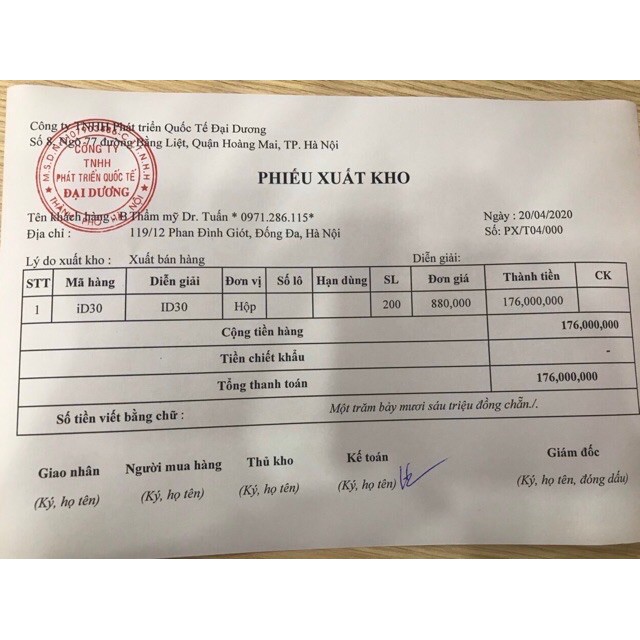 Công ty TNHH Phát triển Quốc Tế Đại Dương
Số 8, Ngõ 77 đường Bằng Liệt, Quận Hoàng Mai, TP. Hà Nội
CÔNG TY
TNHH
PHÁT TRIỂN QUỐC TẾ
ĐẠI DƯƠNG
PHIẾU XUẤT KHO
Tên khách hàng : B Thẩm mỹ Dr. Tuấn * 0971.286.115*
Ngày : 20/04/2020
Địa chỉ : 119/12 Phan Đình Giót, Đống Đa, Hà Nội
Số: PX/T04/000
Lý do xuất kho : Xuất bán hàng
Diễn giải:
STT Mã hàng Diễn giải Đơn vị Số lô Hạn dùng SL Đơn giá Thành tiền CK
1 iD30 ID30 Hộp 200 880,000 176,000,000
Cộng tiền hàng 176,000,000
Tiền chiết khấu -
Tổng thanh toán 176,000,000
Số tiền viết bằng chữ : Một trăm bảy mươi sáu triệu đồng chẵn./.
Giao nhân Người mua hàng Thủ kho Kế toán Giám đốc
(Ký, họ tên) (Ký, họ tên) (Ký, họ tên) (Ký, họ tên) (Ký, họ tên, đóng dấu)